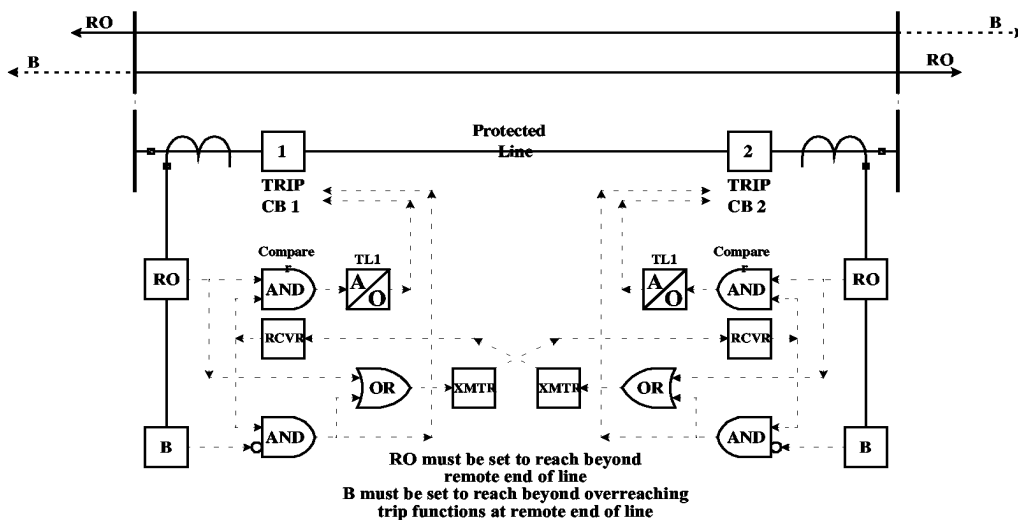 RO
B
B
RO
Protected
Line
1
2
TRIP
CB 1
TRIP
CB 2
Compare
r
TL1
TL1
Compare
r
RO
AND
A
O
A
O
AND
RO
RCVR
RCVR
OR
XMTR
XMTR
OR
B
AND
AND
B
RO must be set to reach beyond
remote end of line
B must be set to reach beyond overreaching
trip functions at remote end of line